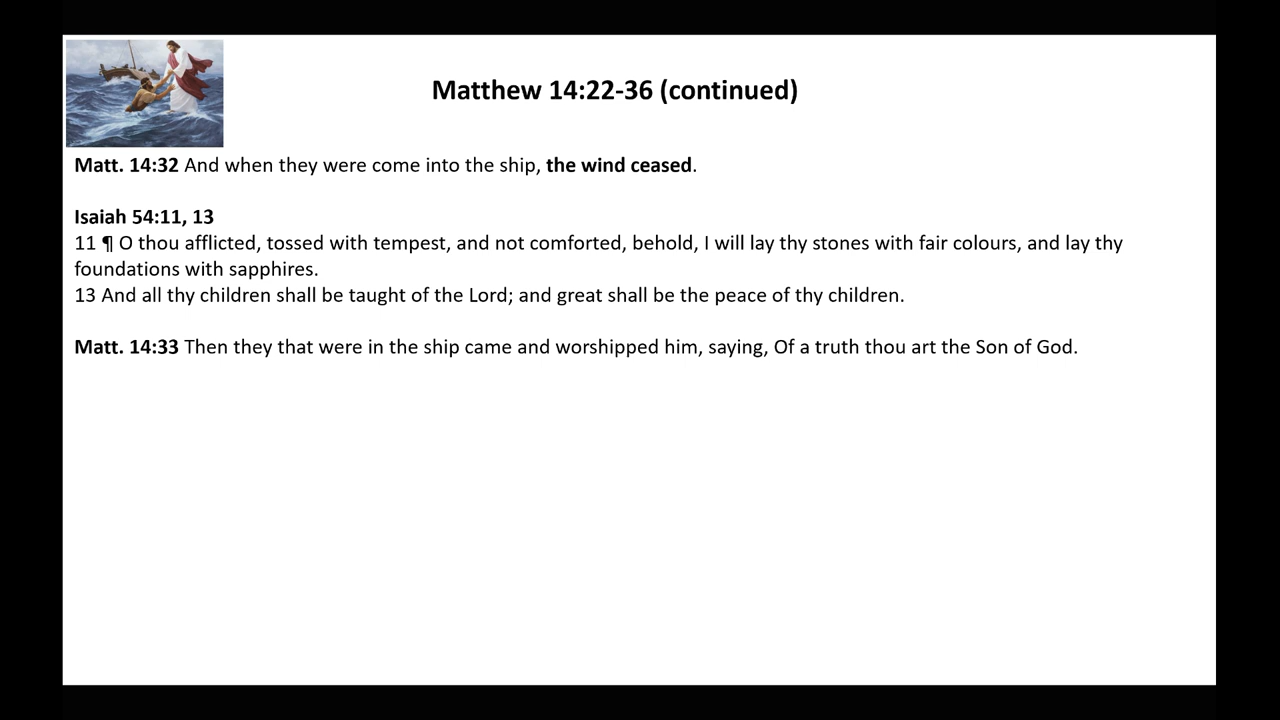 Matthew 14:22-36 (continued)
Matt. 14:32 And when they were come into the ship, the wind ceased.
Isaiah 54:11, 13
11 ¶ O thou afflicted, tossed with tempest, and not comforted, behold, I will lay thy stones with fair colours, and lay thy
foundations with sapphires.
13 And all thy children shall be taught of the Lord; and great shall be the peace of thy children.
Matt. 14:33 Then they that were in the ship came and worshipped him, saying, Of a truth thou art the Son of God.